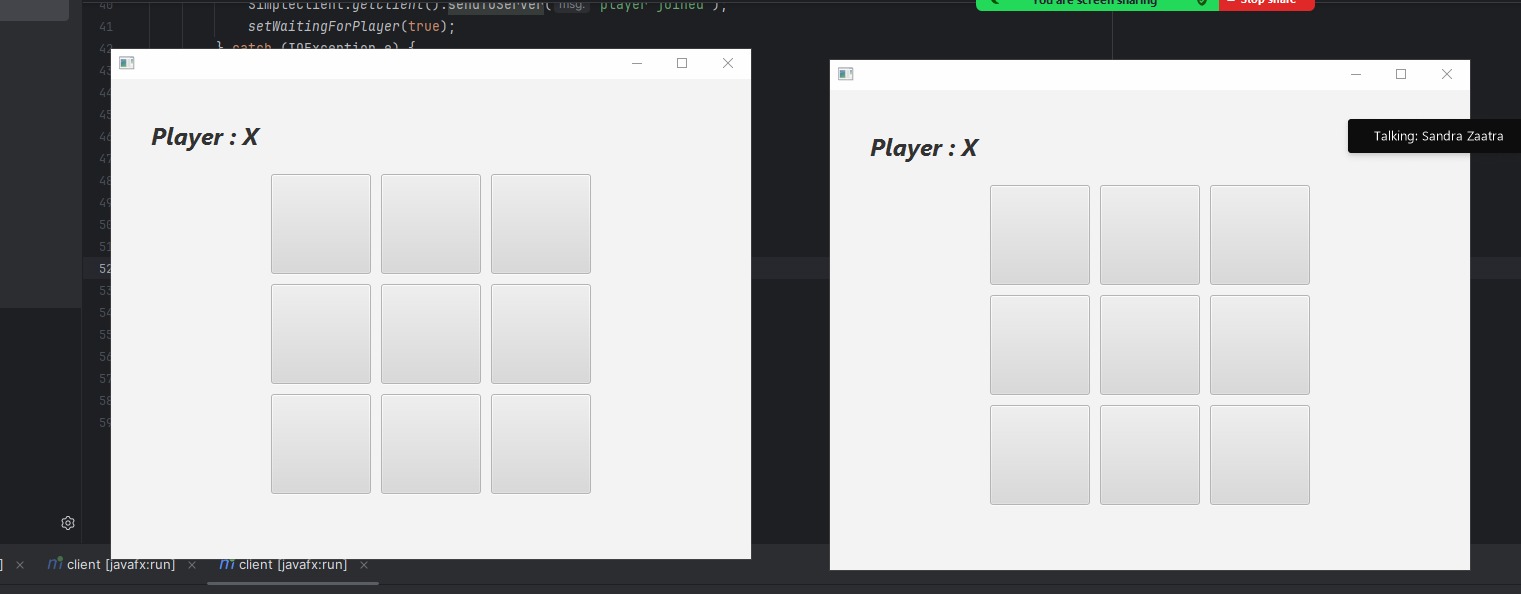 40 SimpleClient.getClient().sendToServer( msg: "player joined");
You are screen sharing
Stop share
41 setWaitingForPlayer(true);
42 } catch (IOException e) {
43
44
45
46
47
48
49
50
51
52
53
54
55
56
57
58
59
Player : X
Player : X
Talking: Sandra Zaatra
] × client [javafx:run] × client [javafx:run] ×